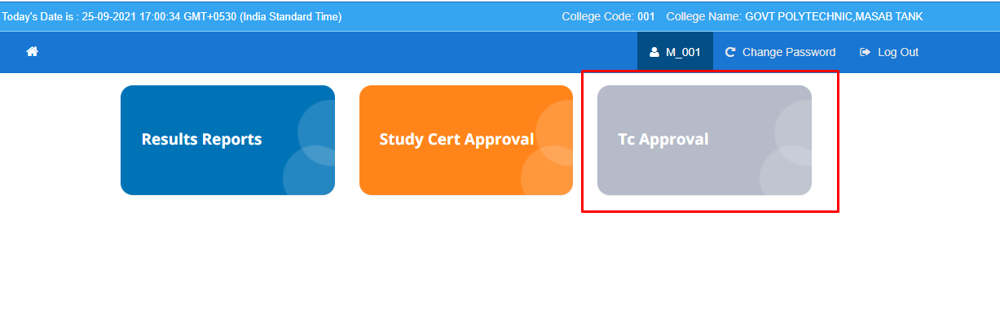 Today's Date is : 25-09-2021 17:00:34 GMT+0530 (India Standard Time) College Code: 001 College Name: GOVT POLYTECHNIC,MASAB TANK
M_001 Change Password Log Out
Results Reports Study Cert Approval Tc Approval